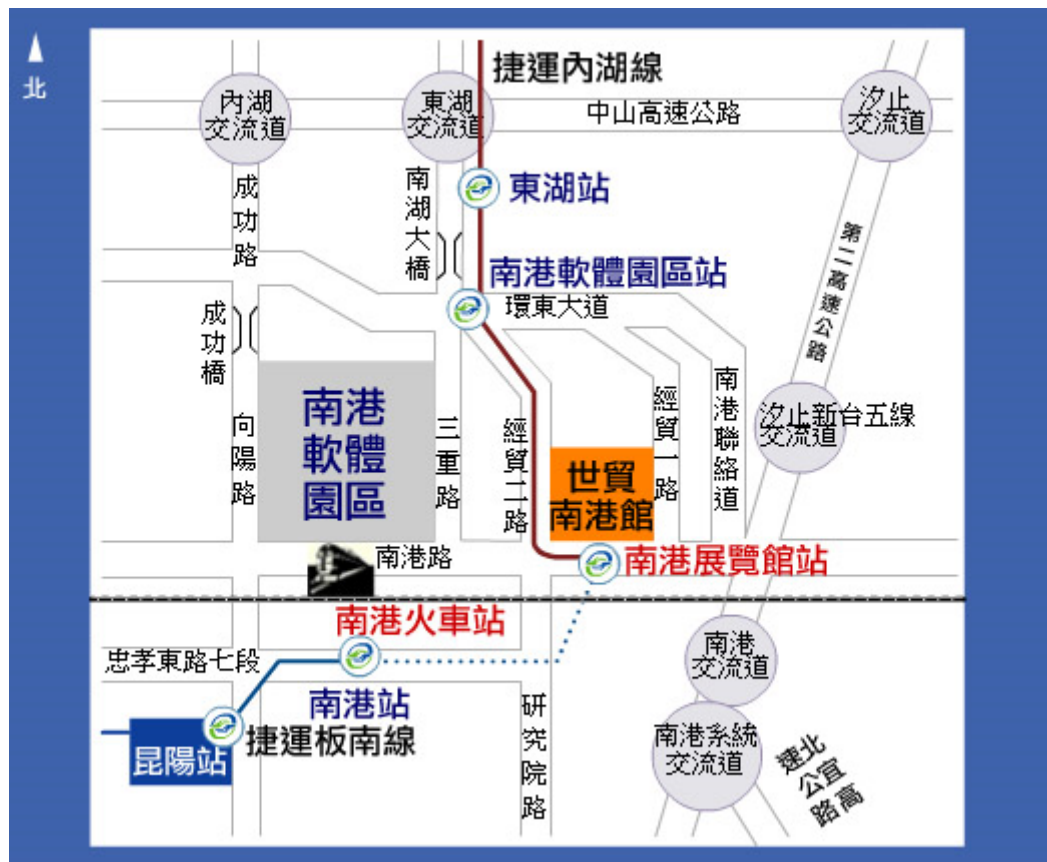 北
捷運內湖線
內湖
交流道
東湖
交流道
中山高速公路
汐止
交流道
成功路
南湖大橋
東湖站
第二高速公路
南港軟體園區站
環東大道
成功橋
南港
軟體
園區
向陽路
三重路
經貿二路
世貿
南港館
經貿一路
南港聯絡道
汐止新台五線
交流道
南港路
南港展覽館站
南港火車站
忠孝東路七段
南港站
捷運板南線
昆陽站
研究院路
南港
交流道
南港系統
交流道
北宜高
速公路